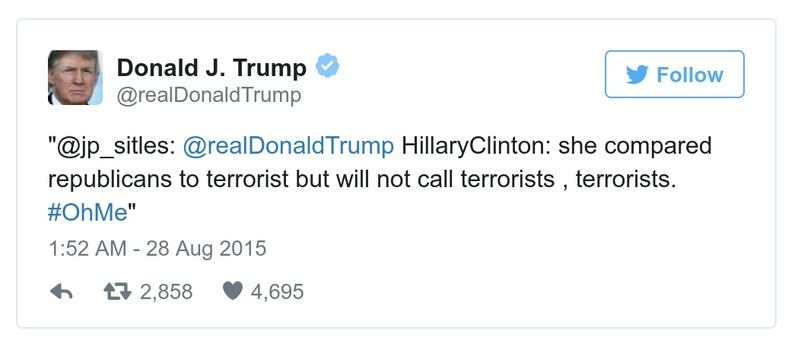 Donald J. Trump
@realDonaldTrump
Follow
"@jp_sitles: @realDonaldTrump HillaryClinton: she compared
republicans to terrorist but will not call terrorists , terrorists.
#OhMe"
1:52 AM - 28 Aug 2015
2,858 4,695